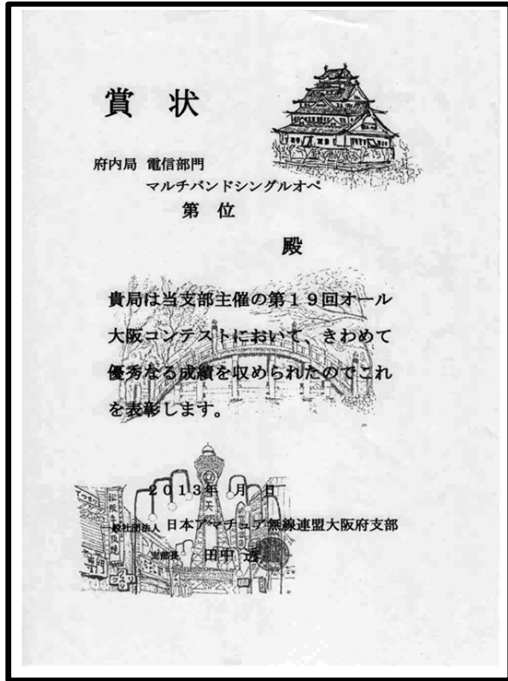 賞 状
府内局 電信部門
マルチバンドシングルオペ
第 位
殿
貴局は当支部主催の第19回オール
大阪コンテストにおいて、きわめて
優秀なる成績を収められたのでこれ
を表彰します。
2013年 月 日
一般社団法人 日本アマチュア無線連盟大阪府支部
支部長 田中 透